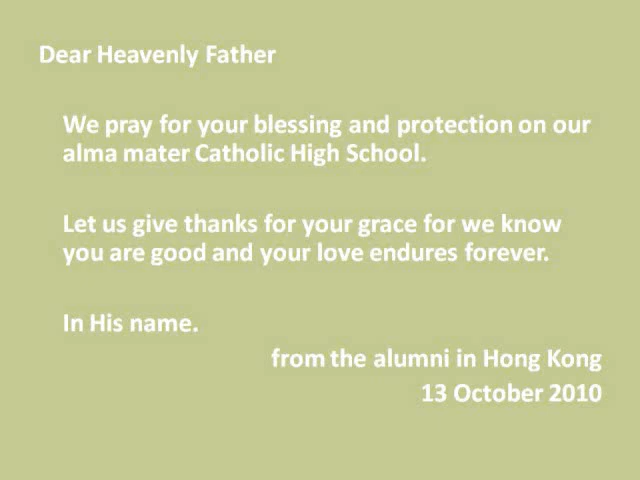 Dear Heavenly Father
We pray for your blessing and protection on our
alma mater Catholic High School.
Let us give thanks for your grace for we know
you are good and your love endures forever.
In His name.
from the alumni in Hong Kong
13 October 2010